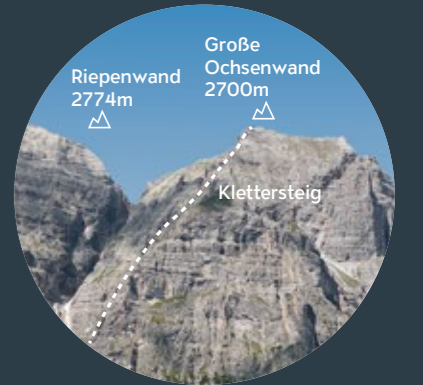 Riepenwand
2774m
Große
Ochsenwand
2700m
Klettersteig